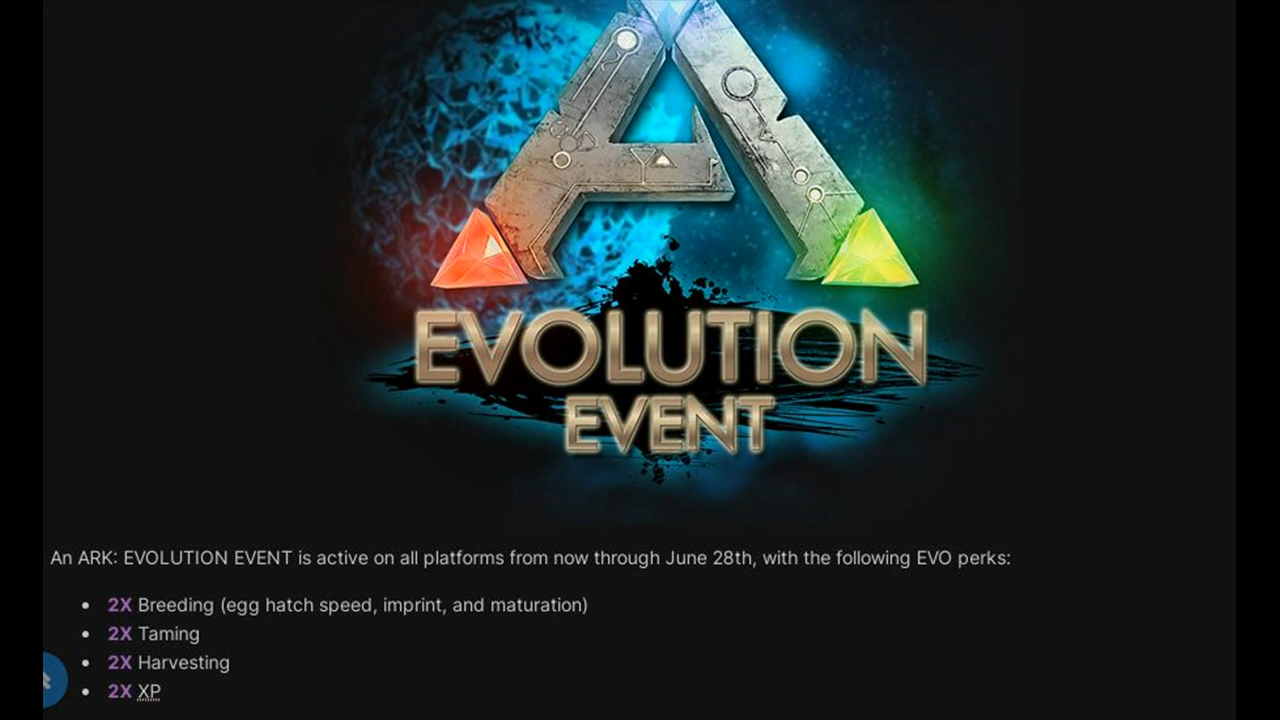 EVOLUTION
EVENT
An ARK: EVOLUTION EVENT is active on all platforms from now through June 28th, with the following EVO perks:
• 2X Breeding (egg hatch speed, imprint, and maturation)
• 2X Taming
• 2X Harvesting
• 2X XP